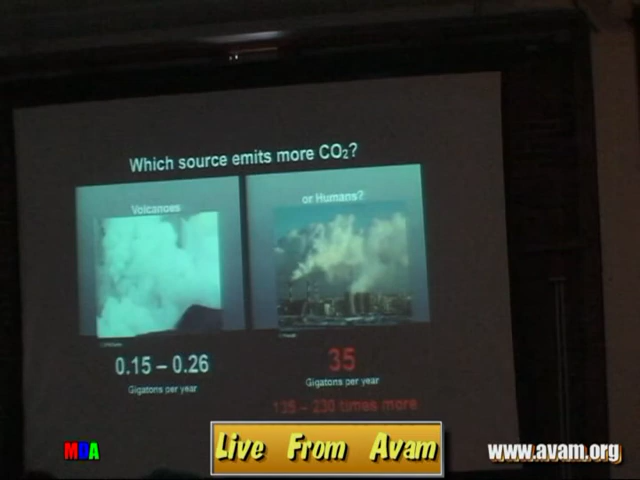 Which source emits more CO₂?
Volcanoes
or Humans?
0.15 – 0.26
Gigatons per year
35
Gigatons per year
135 – 230 times more
MDA
Live From Avam
www.avam.org